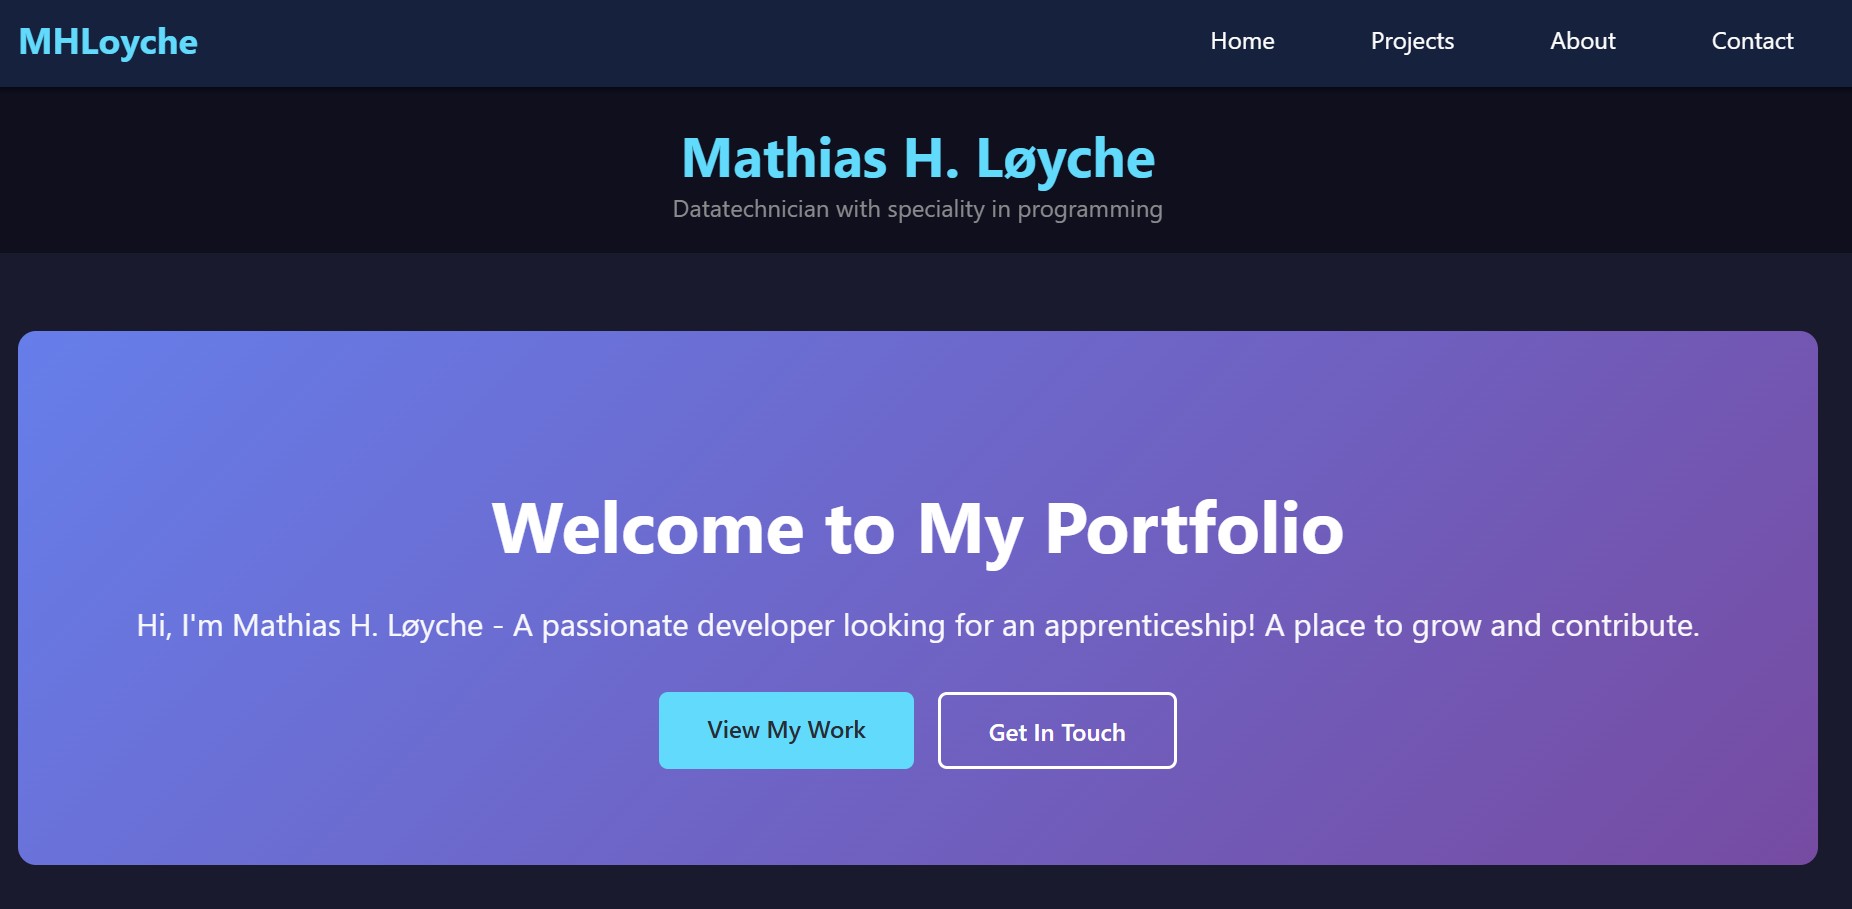 MHLoyche
Home Projects About Contact
Mathias H. Løyche
Datatechnician with speciality in programming
Welcome to My Portfolio
Hi, I'm Mathias H. Løyche - A passionate developer looking for an apprenticeship! A place to grow and contribute.
View My Work Get In Touch